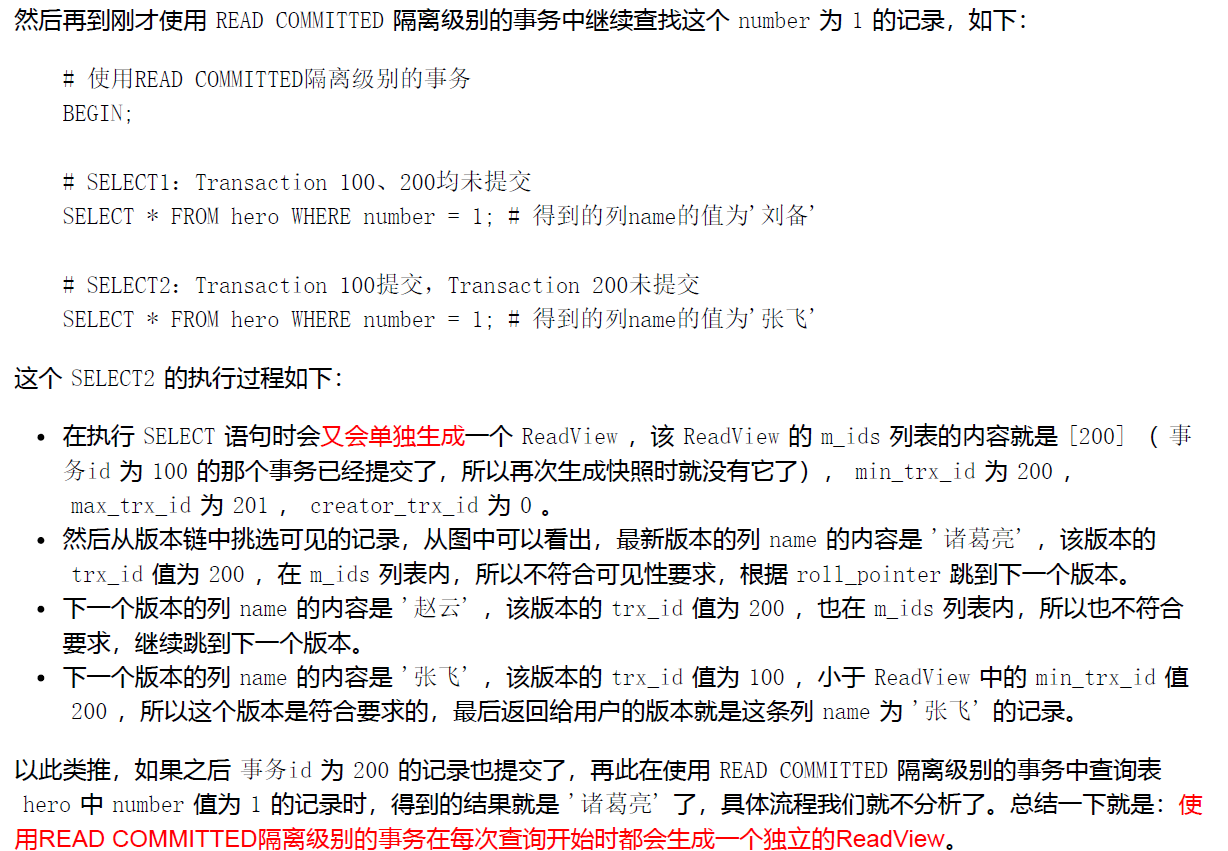 然后再到刚才使用 READ COMMITTED 隔离级别的事务中继续查找这个 number 为 1 的记录，如下：
# 使用READ COMMITTED隔离级别的事务
BEGIN;
# SELECT1：Transaction 100、200均未提交
SELECT * FROM hero WHERE number = 1; # 得到的列name的值为'刘备'
# SELECT2：Transaction 100提交，Transaction 200未提交
SELECT * FROM hero WHERE number = 1; # 得到的列name的值为'张飞'
这个 SELECT2 的执行过程如下：
• 在执行 SELECT 语句时会又会单独生成一个 ReadView ，该 ReadView 的 m_ids 列表的内容就是 [200] （ 事
务id 为 100 的那个事务已经提交了，所以再次生成快照时就没有它了）， min_trx_id 为 200 ，
max_trx_id 为 201 ， creator_trx_id 为 0 。
• 然后从版本链中挑选可见的记录，从图中可以看出，最新版本的列 name 的内容是 '诸葛亮' ，该版本的
trx_id 值为 200 ，在 m_ids 列表内，所以不符合可见性要求，根据 roll_pointer 跳到下一个版本。
• 下一个版本的列 name 的内容是 '赵云' ，该版本的 trx_id 值为 200 ，也在 m_ids 列表内，所以也不符合
要求，继续跳到下一个版本。
• 下一个版本的列 name 的内容是 '张飞' ，该版本的 trx_id 值为 100 ，小于 ReadView 中的 min_trx_id 值
200 ，所以这个版本是符合要求的，最后返回给用户的版本就是这条列 name 为 '张飞' 的记录。
以此类推，如果之后 事务id 为 200 的记录也提交了，再此在使用 READ COMMITTED 隔离级别的事务中查询表
hero 中 number 值为 1 的记录时，得到的结果就是 '诸葛亮' 了，具体流程我们就不分析了。总结一下就是：使
用READ COMMITTED隔离级别的事务在每次查询开始时都会生成一个独立的ReadView。